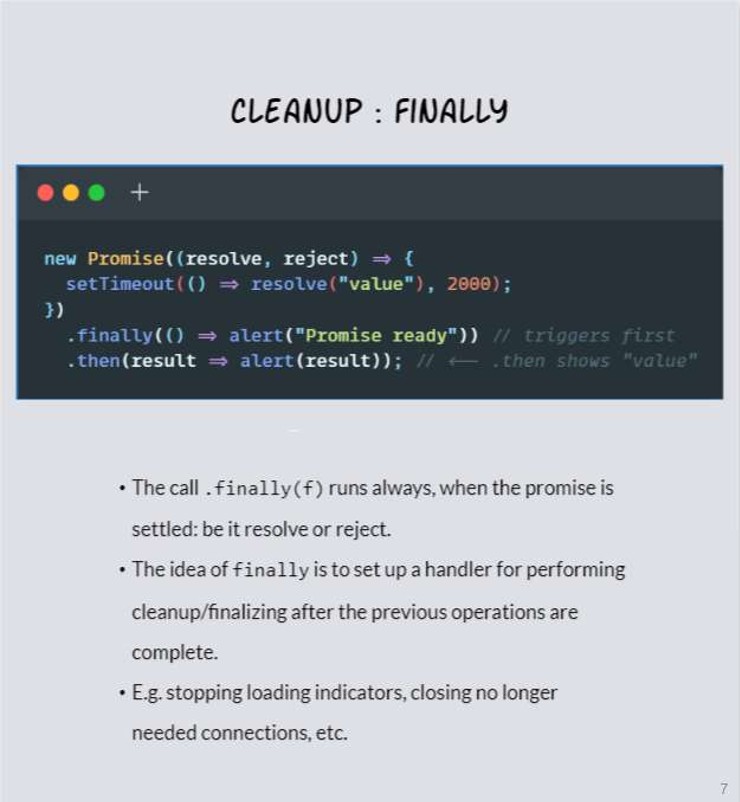 CLEANUP : FINALLY
+
new Promise((resolve, reject) => {
  setTimeout(() => resolve("value"), 2000);
})
  .finally(() => alert("Promise ready")) // triggers first
  .then(result => alert(result)); // <-- .then shows "value"
• The call .finally(f) runs always, when the promise is
settled: be it resolve or reject.
• The idea of finally is to set up a handler for performing
cleanup/finalizing after the previous operations are
complete.
• E.g. stopping loading indicators, closing no longer
needed connections, etc.
7